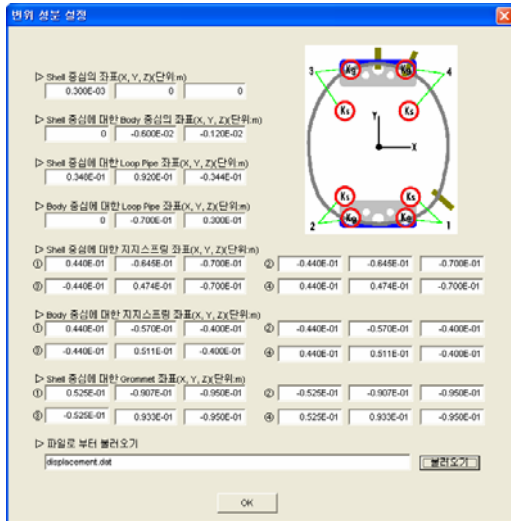 변위 성분 설정
▷ Shell 중심의 좌표(X, Y, Z)(단위:m)
0.300E-03 0 0
▷ Shell 중심에 대한 Body 중심의 좌표(X, Y, Z)(단위:m)
0 -0.600E-02 -0.120E-02
▷ Shell 중심에 대한 Loop Pipe 좌표(X, Y, Z)(단위:m)
0.348E-01 0.920E-01 -0.344E-01
▷ Body 중심에 대한 Loop Pipe 좌표(X, Y, Z)(단위:m)
0 -0.700E-01 0.300E-01
3 Kg Kg 4
Ks Ks
Y
X
Ks Ks
2 Kg Kg 1
▷ Shell 중심에 대한 지지스프링 좌표(X, Y, Z)(단위:m)
① 0.440E-01 -0.645E-01 -0.700E-01 ② -0.440E-01 -0.645E-01 -0.700E-01
③ -0.440E-01 0.474E-01 -0.700E-01 ④ 0.440E-01 0.474E-01 -0.700E-01
▷ Body 중심에 대한 지지스프링 좌표(X, Y, Z)(단위:m)
① 0.440E-01 -0.570E-01 -0.400E-01 ② -0.440E-01 -0.570E-01 -0.400E-01
③ -0.440E-01 0.511E-01 -0.400E-01 ④ 0.440E-01 0.511E-01 -0.400E-01
▷ Shell 중심에 대한 Grommet 좌표(X, Y, Z)(단위:m)
① 0.525E-01 -0.907E-01 -0.950E-01 ② -0.525E-01 -0.907E-01 -0.950E-01
③ -0.525E-01 0.933E-01 -0.950E-01 ④ 0.525E-01 0.933E-01 -0.950E-01
▷ 파일로 부터 불러오기
displacement.dat 불러오기
OK